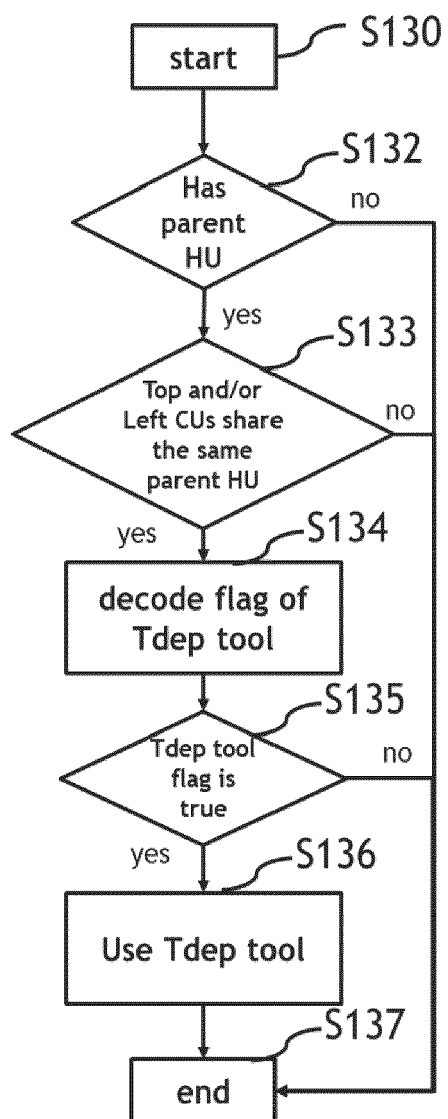 S130
start
S132
Has
parent
HU
no
yes
S133
Top and/or
Left CUs share
the same
parent HU
no
yes
S134
decode flag of
Tdep tool
S135
Tdep tool
flag is
true
no
yes
S136
Use Tdep tool
S137
end